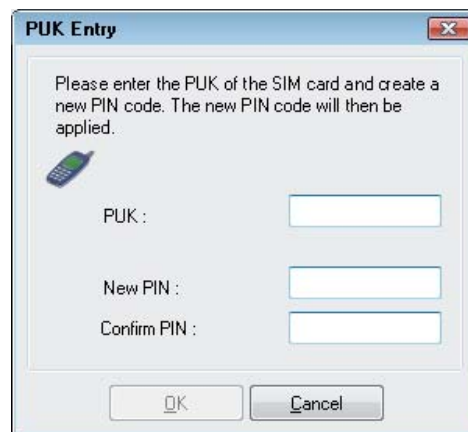 PUK Entry
Please enter the PUK of the SIM card and create a
new PIN code. The new PIN code will then be
applied.
PUK :
New PIN :
Confirm PIN :
OK
Cancel